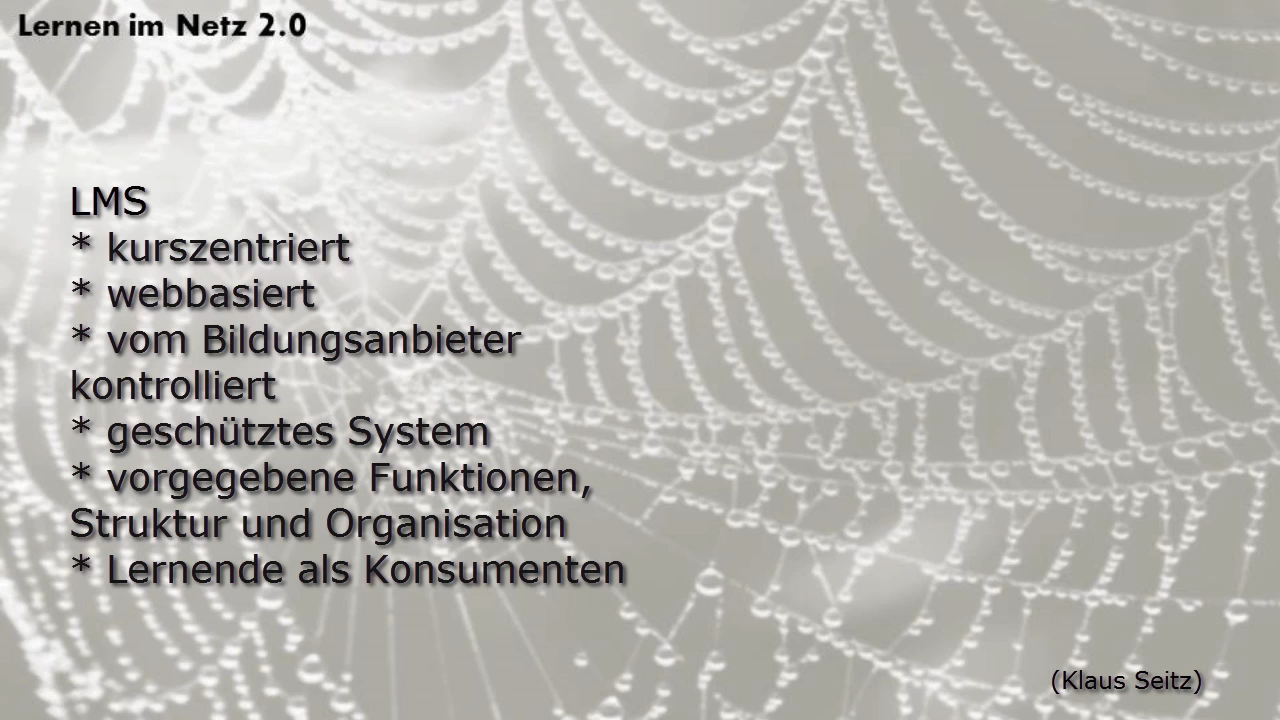 Lernen im Netz 2.0
LMS
* kurszentriert
* webbasiert
* vom Bildungsanbieter
kontrolliert
* geschütztes System
* vorgegebene Funktionen,
Struktur und Organisation
* Lernende als Konsumenten
(Klaus Seitz)